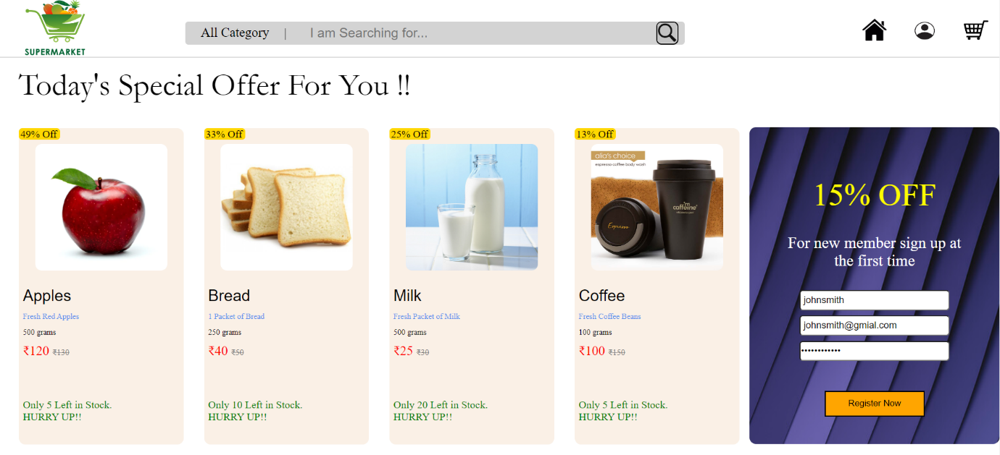 SUPERMARKET
All Category | I am Searching for...
Today's Special Offer For You !!
49% Off
Apples
Fresh Red Apples
500 grams
₹120 ₹130
Only 5 Left in Stock.
HURRY UP!!
33% Off
Bread
1 Packet of Bread
250 grams
₹40 ₹50
Only 10 Left in Stock.
HURRY UP!!
25% Off
Milk
Fresh Packet of Milk
500 grams
₹25 ₹30
Only 20 Left in Stock.
HURRY UP!!
13% Off
alia's choice
espresso coffee body wash
Espresso
mcaffeine
Coffee
Fresh Coffee Beans
100 grams
₹100 ₹150
Only 5 Left in Stock.
HURRY UP!!
15% OFF
For new member sign up at
the first time
johnsmith
johnsmith@gmial.com
••••••••••••
Register Now